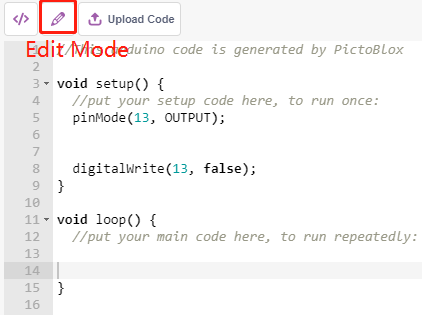 </> Upload Code
Edit Mode
1 //This arduino code is generated by PictoBlox
2
3 void setup() {
4 //put your setup code here, to run once:
5 pinMode(13, OUTPUT);
6
7
8 digitalWrite(13, false);
9 }
10
11 void loop() {
12 //put your main code here, to run repeatedly:
13
14
15 }
16